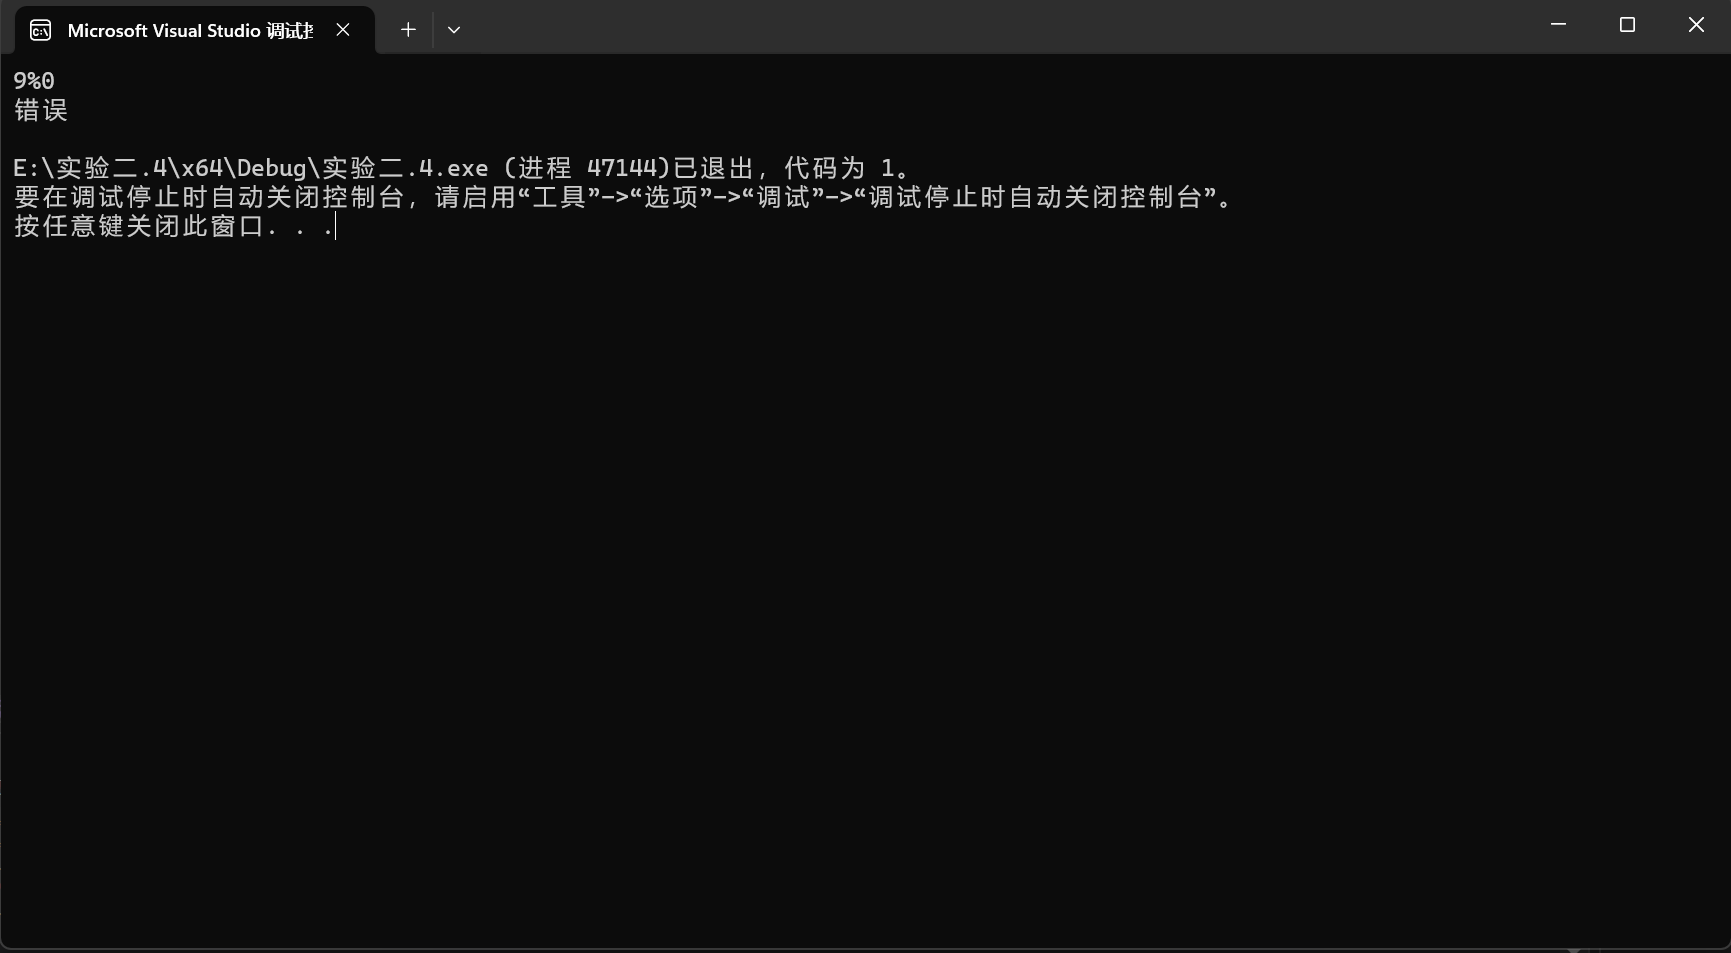 Microsoft Visual Studio 调试
9%0
错误
E:\实验二.4\x64\Debug\实验二.4.exe (进程 47144)已退出，代码为 1。
要在调试停止时自动关闭控制台，请启用“工具”->“选项”->“调试”->“调试停止时自动关闭控制台”。
按任意键关闭此窗口. . .